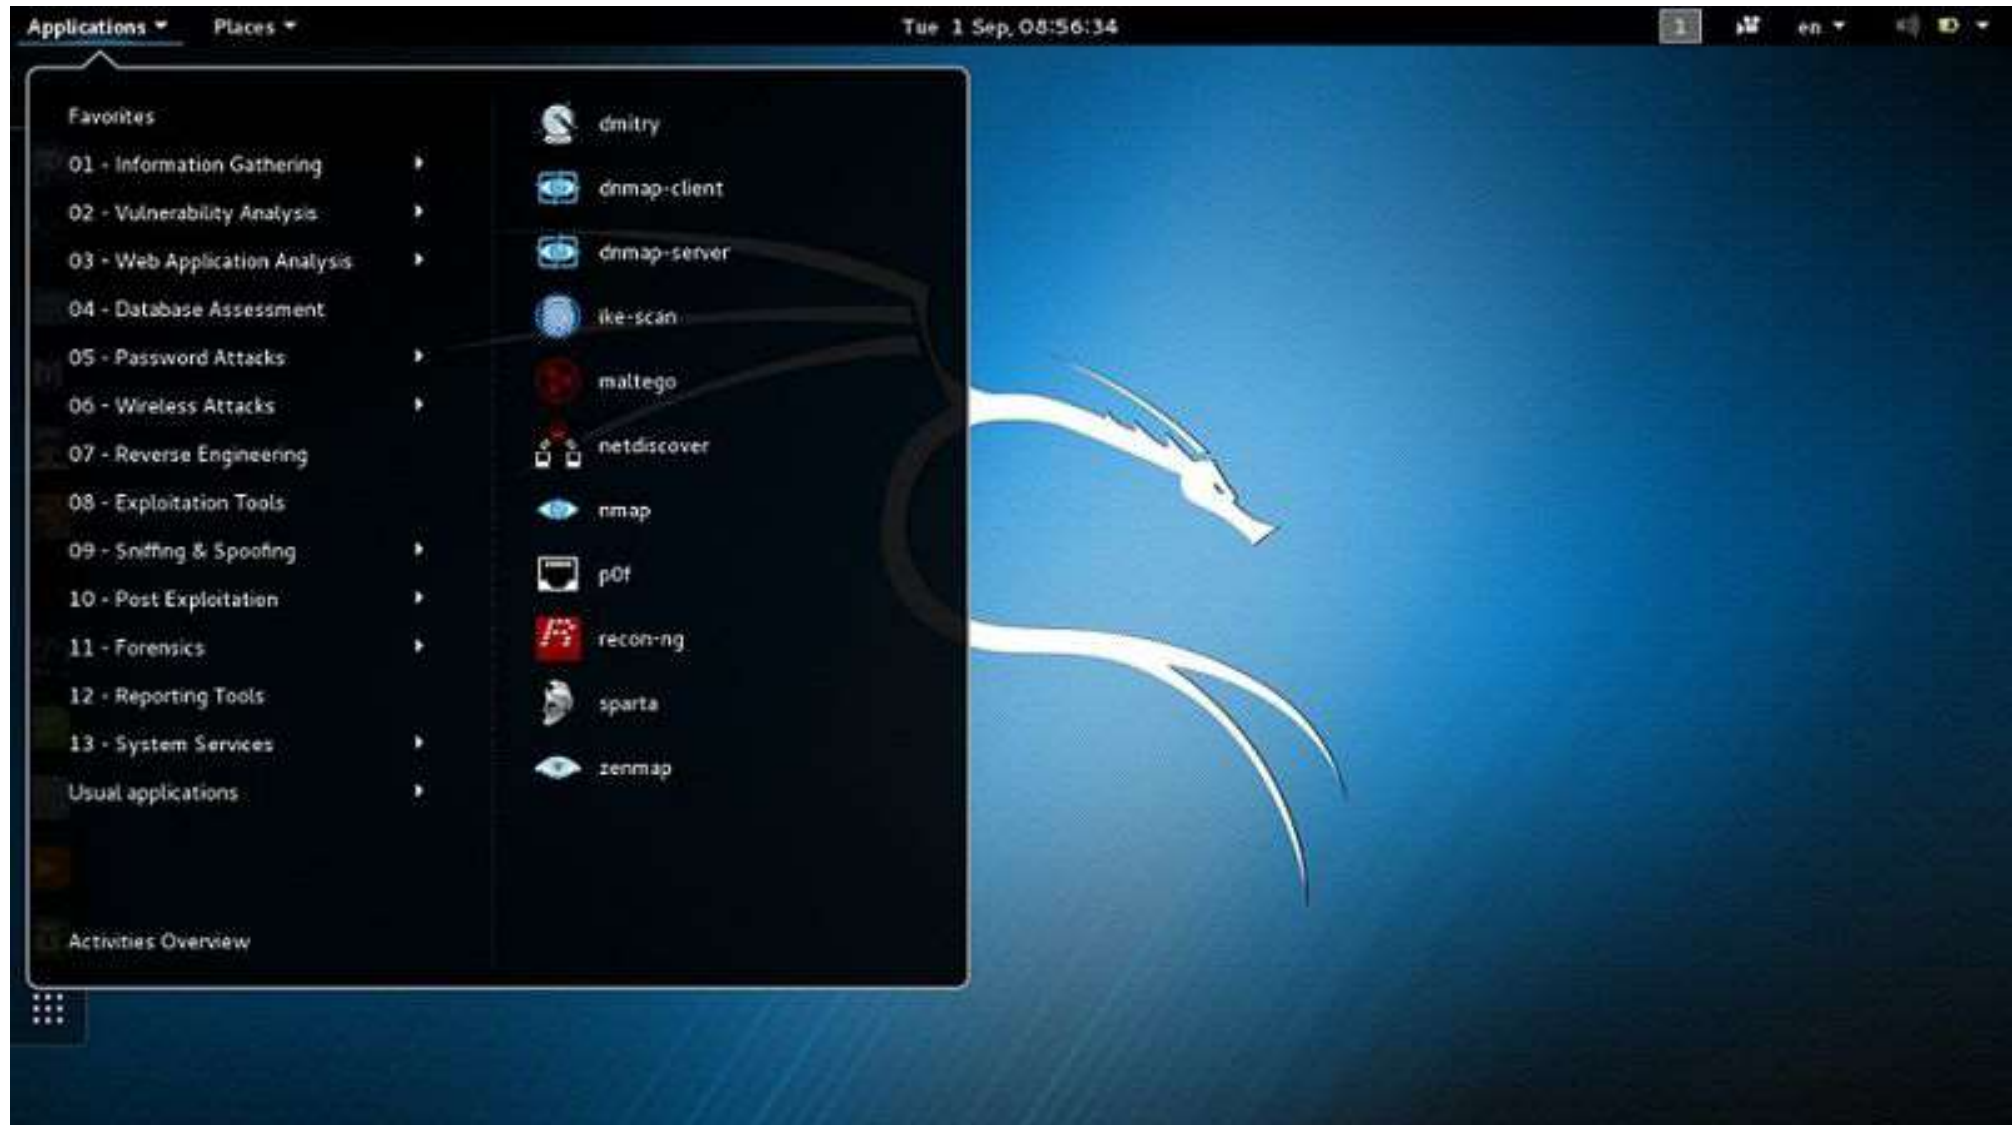 Applications Places Tue 1 Sep, 08:56:34 1 en
Favorites
01 - Information Gathering
02 - Vulnerability Analysis
03 - Web Application Analysis
04 - Database Assessment
05 - Password Attacks
06 - Wireless Attacks
07 - Reverse Engineering
08 - Exploitation Tools
09 - Sniffing & Spoofing
10 - Post Exploitation
11 - Forensics
12 - Reporting Tools
13 - System Services
Usual applications
Activities Overview
dmitry
dnmap-client
dnmap-server
ike-scan
maltego
netdiscover
nmap
p0f
recon-ng
sparta
zenmap